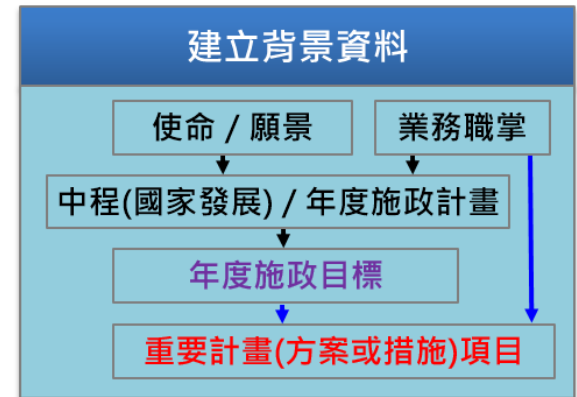 建立背景資料
使命 / 願景
業務職掌
中程(國家發展) / 年度施政計畫
年度施政目標
重要計畫(方案或措施)項目